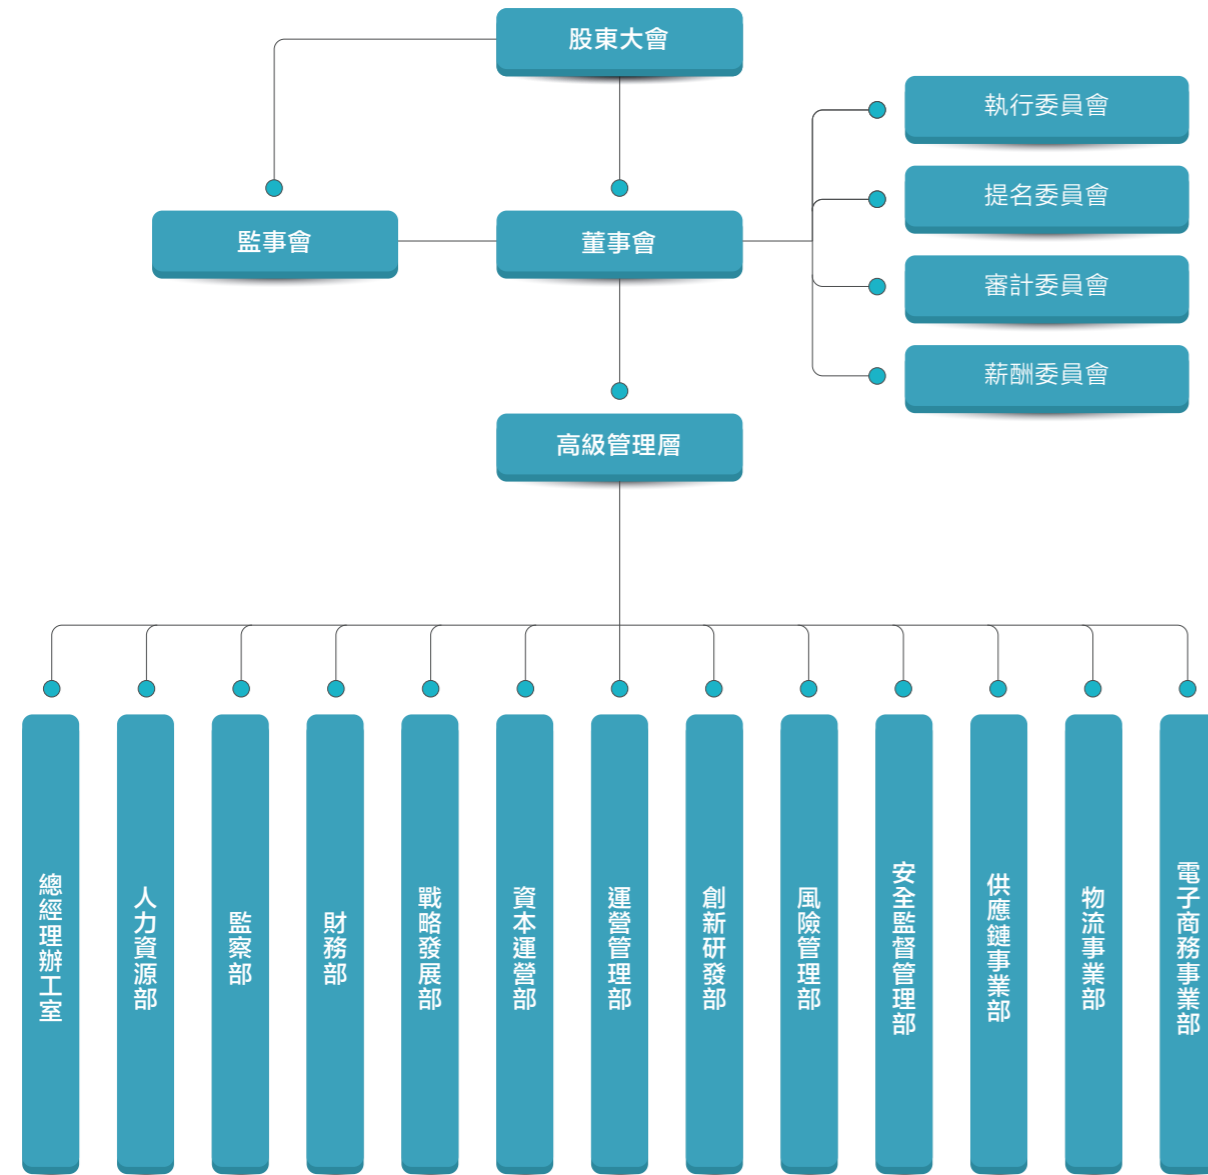 股東大會
執行委員會
提名委員會
監事會
董事會
審計委員會
薪酬委員會
高級管理層
總經理辦工室
人力資源部
監察部
財務部
戰略發展部
資本運營部
運營管理部
創新研發部
風險管理部
安全監督管理部
供應鏈事業部
物流事業部
電子商務事業部